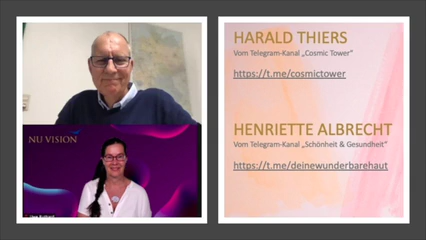 NU VISION
HARALD THIERS
Vom Telegram-Kanal „Cosmic Tower“
https://t.me/cosmictower
HENRIETTE ALBRECHT
Vom Telegram-Kanal „Schönheit & Gesundheit“
https://t.me/deinewunderbarehaut